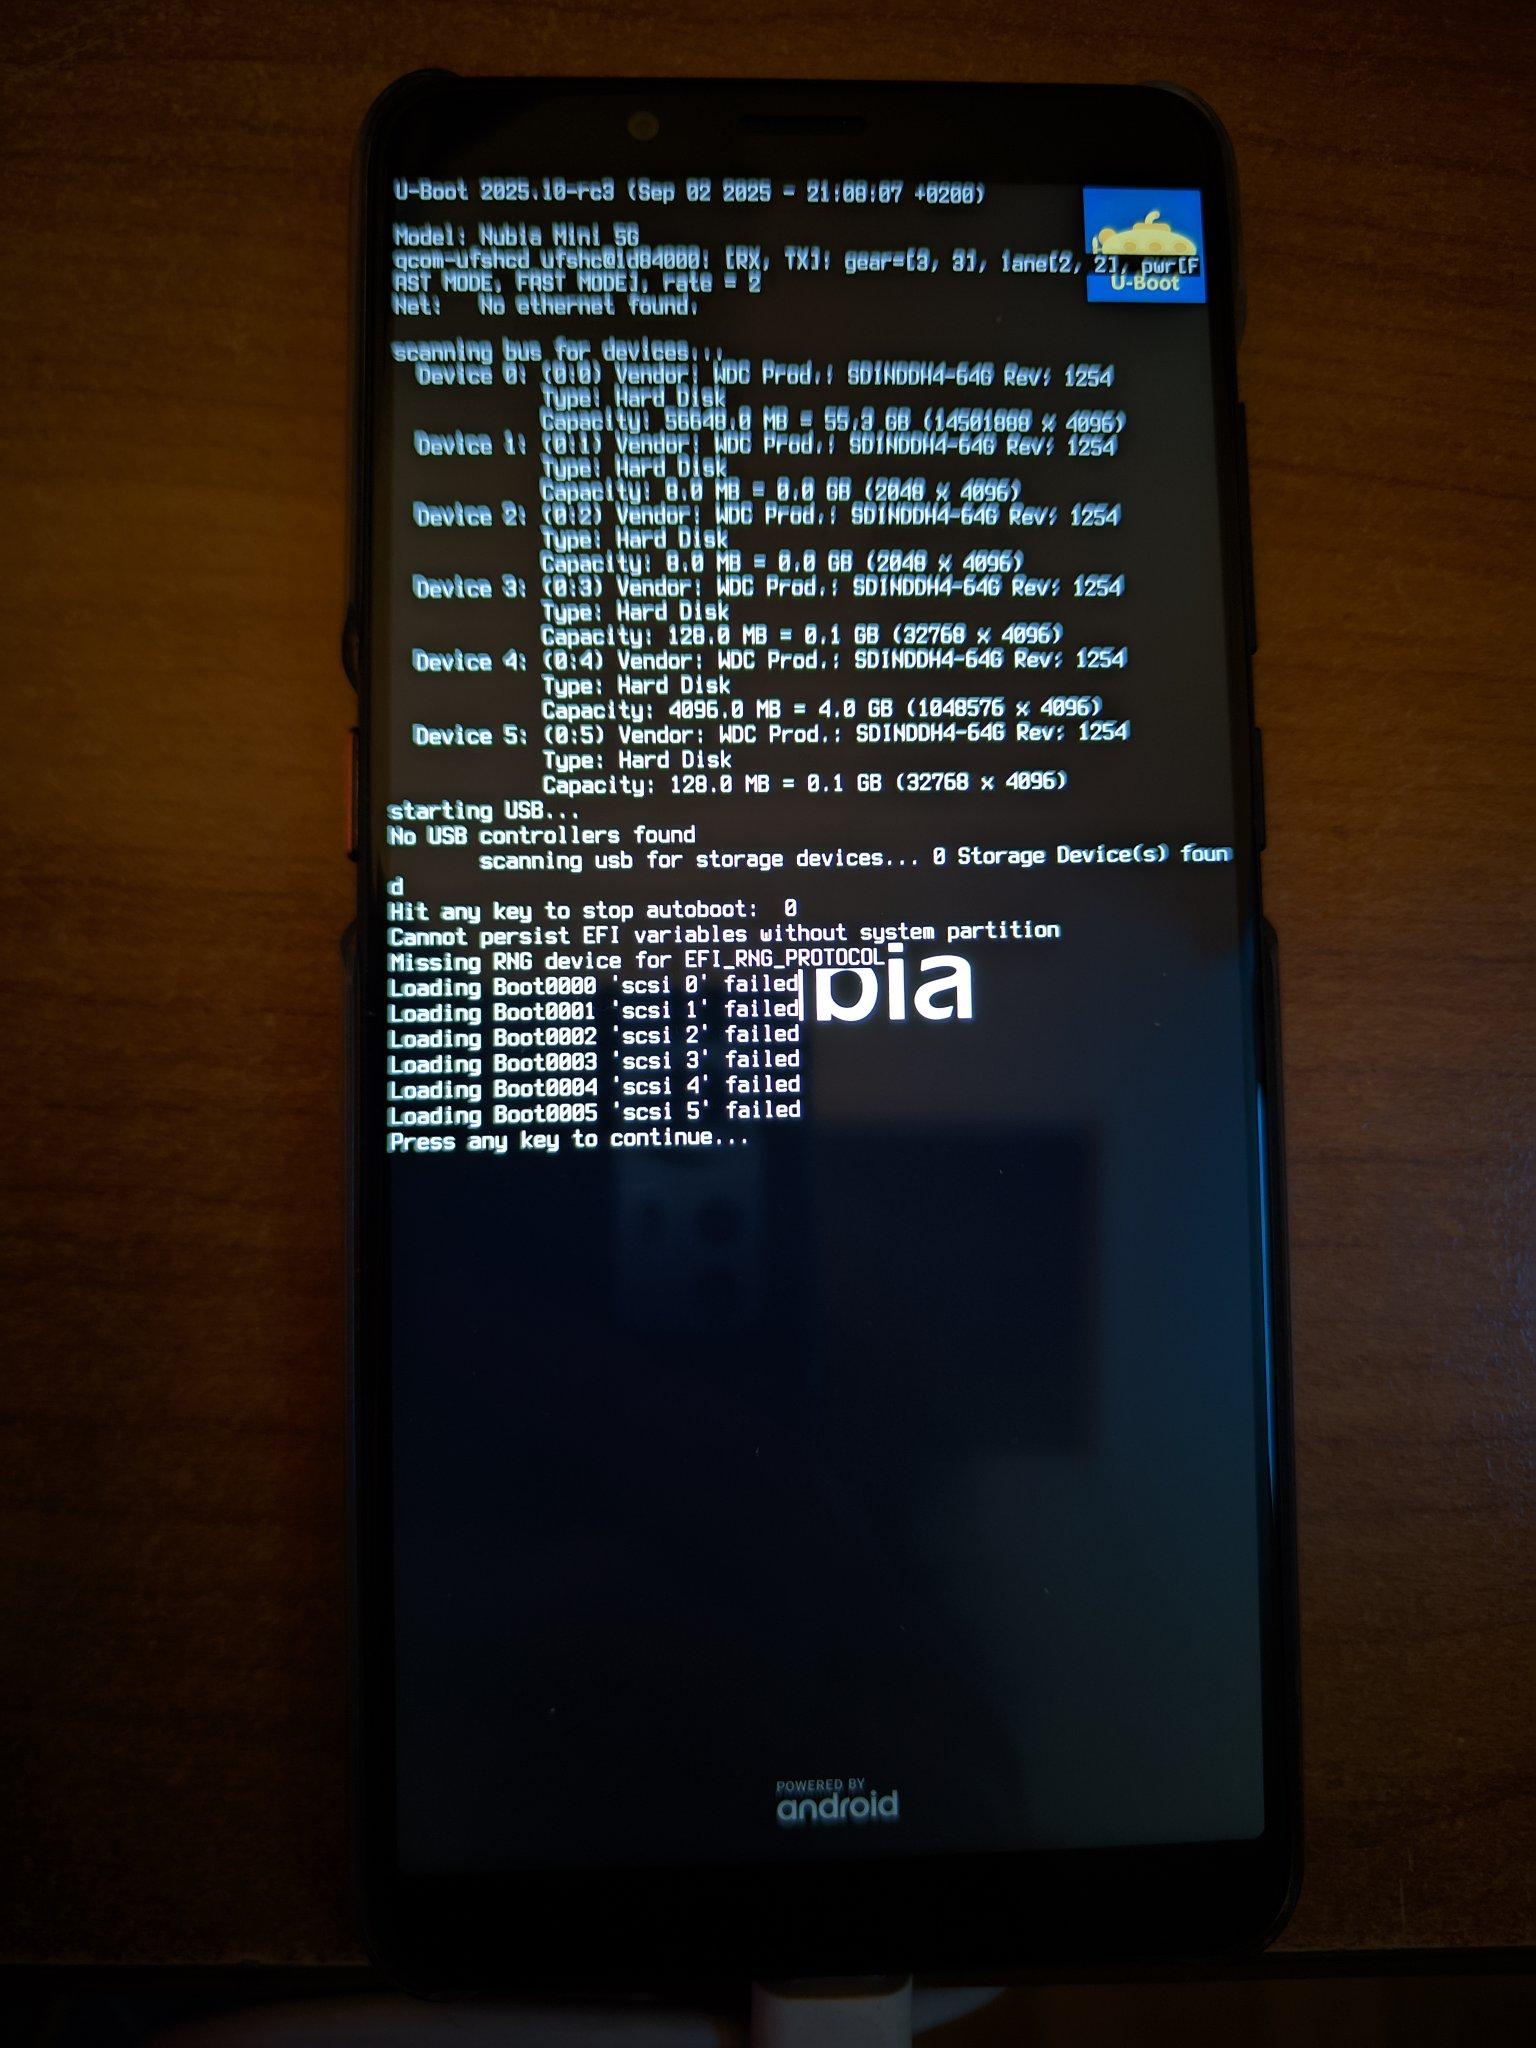 U-Boot 2025.10-rc3 (Sep 02 2025 - 21:08:07 +0200)
Model: Nubia Mini 5G
qcom-ufshcd ufshc@1d84000: [RX, TX]: gear=[3, 3], lane[2, 2], pwr[F
AST MODE, FAST MODE], rate = 2
U-Boot
Net:   No ethernet found.
scanning bus for devices...
Device 0: (0:0) Vendor: WDC Prod.: SDINDDH4-64G Rev: 1254
Type: Hard Disk
Capacity: 56648.0 MB = 55.3 GB (14501888 x 4096)
Device 1: (0:1) Vendor: WDC Prod.: SDINDDH4-64G Rev: 1254
Type: Hard Disk
Capacity: 8.0 MB = 0.0 GB (2048 x 4096)
Device 2: (0:2) Vendor: WDC Prod.: SDINDDH4-64G Rev: 1254
Type: Hard Disk
Capacity: 8.0 MB = 0.0 GB (2048 x 4096)
Device 3: (0:3) Vendor: WDC Prod.: SDINDDH4-64G Rev: 1254
Type: Hard Disk
Capacity: 128.0 MB = 0.1 GB (32768 x 4096)
Device 4: (0:4) Vendor: WDC Prod.: SDINDDH4-64G Rev: 1254
Type: Hard Disk
Capacity: 4096.0 MB = 4.0 GB (1048576 x 4096)
Device 5: (0:5) Vendor: WDC Prod.: SDINDDH4-64G Rev: 1254
Type: Hard Disk
Capacity: 128.0 MB = 0.1 GB (32768 x 4096)
starting USB...
No USB controllers found
scanning usb for storage devices... 0 Storage Device(s) foun
d
Hit any key to stop autoboot:  0
Cannot persist EFI variables without system partition
Missing RNG device for EFI_RNG_PROTOCOL
Loading Boot0000 'scsi 0' failed
bia
Loading Boot0001 'scsi 1' failed
Loading Boot0002 'scsi 2' failed
Loading Boot0003 'scsi 3' failed
Loading Boot0004 'scsi 4' failed
Loading Boot0005 'scsi 5' failed
Press any key to continue...
POWERED BY
android